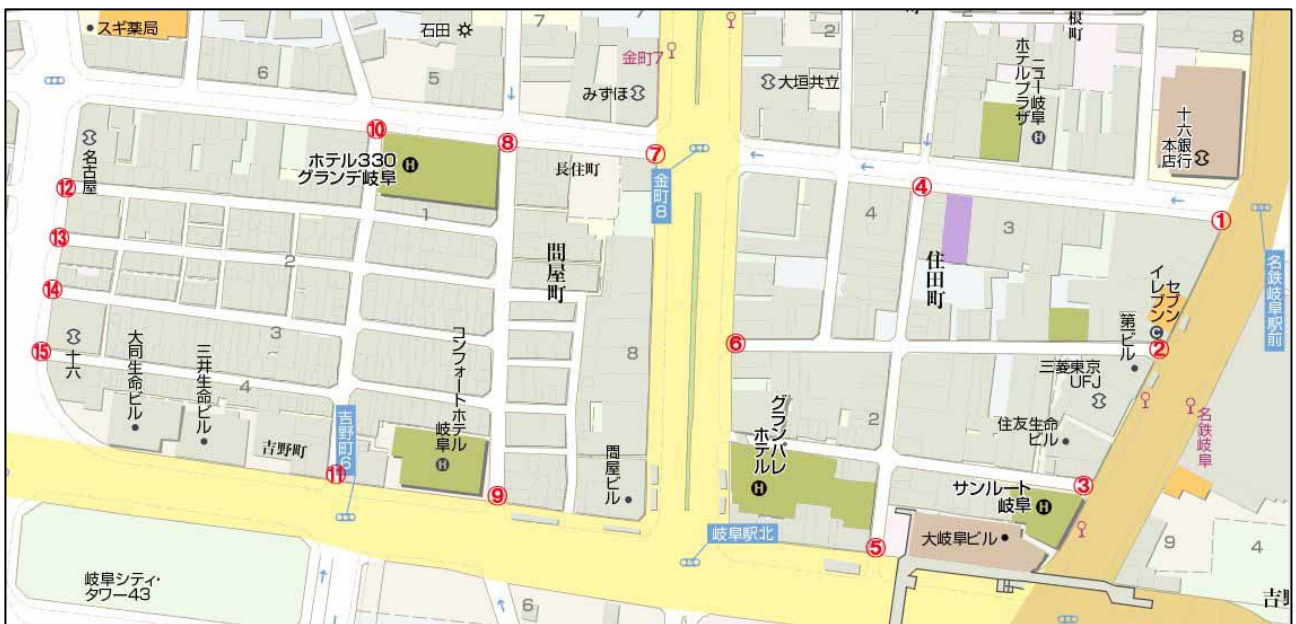 スギ薬局
石田
7
7
金町7
2
2
根町
8
6
5
みずほ
大垣共立
ニュー岐阜
ホテルプラザ
十六銀行
本店
名古屋
⑩
⑧
⑦
金町8
④
①
ホテル330
グランデ岐阜
長住町
⑫
1
4
3
名鉄岐阜駅前
⑬
2
問屋町
住田町
セブン
イレブン
⑭
十六
3
コンフォートホテル
岐阜
8
⑥
第一ビル
②
三菱東京
UFJ
⑮
大同生命ビル
三井生命ビル
4
吉野町
吉野町6
⑪
⑨
問屋ビル
グランパレ
ホテル
2
住友生命
ビル
名鉄岐阜
③
サンルート
岐阜
岐阜駅北
⑤
大岐阜ビル
9
4
岐阜シティ・
タワー43
6
吉野